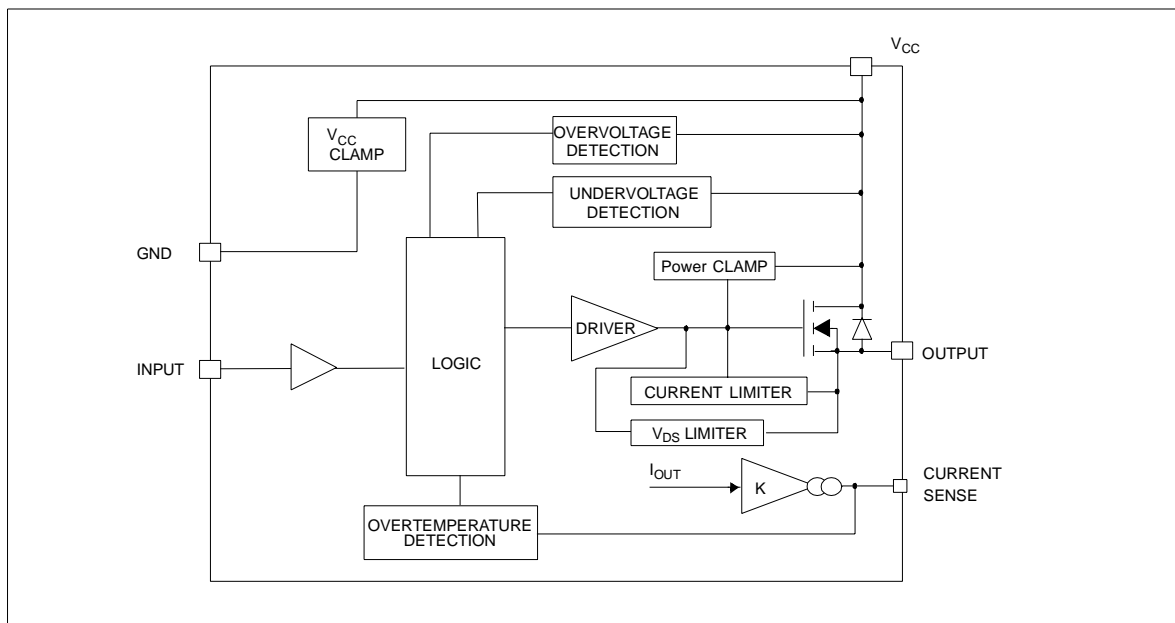 VCC
VCC
CLAMP
OVERVOLTAGE
DETECTION
UNDERVOLTAGE
DETECTION
GND
Power CLAMP
DRIVER
LOGIC
INPUT
OUTPUT
CURRENT LIMITER
VDS LIMITER
IOUT
K
CURRENT
SENSE
OVERTEMPERATURE
DETECTION